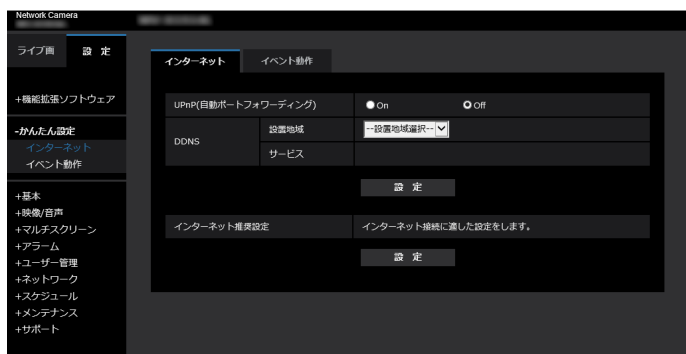 Network Camera
ライブ画
設 定
+機能拡張ソフトウェア
-かんたん設定
インターネット
イベント動作
+基本
+映像/音声
+マルチスクリーン
+アラーム
+ユーザー管理
+ネットワーク
+スケジュール
+メンテナンス
+サポート
インターネット
イベント動作
UPnP(自動ポートフォワーディング)
On
Off
DDNS
設置地域
--設置地域選択--
サービス
設 定
インターネット推奨設定
インターネット接続に適した設定をします。
設 定